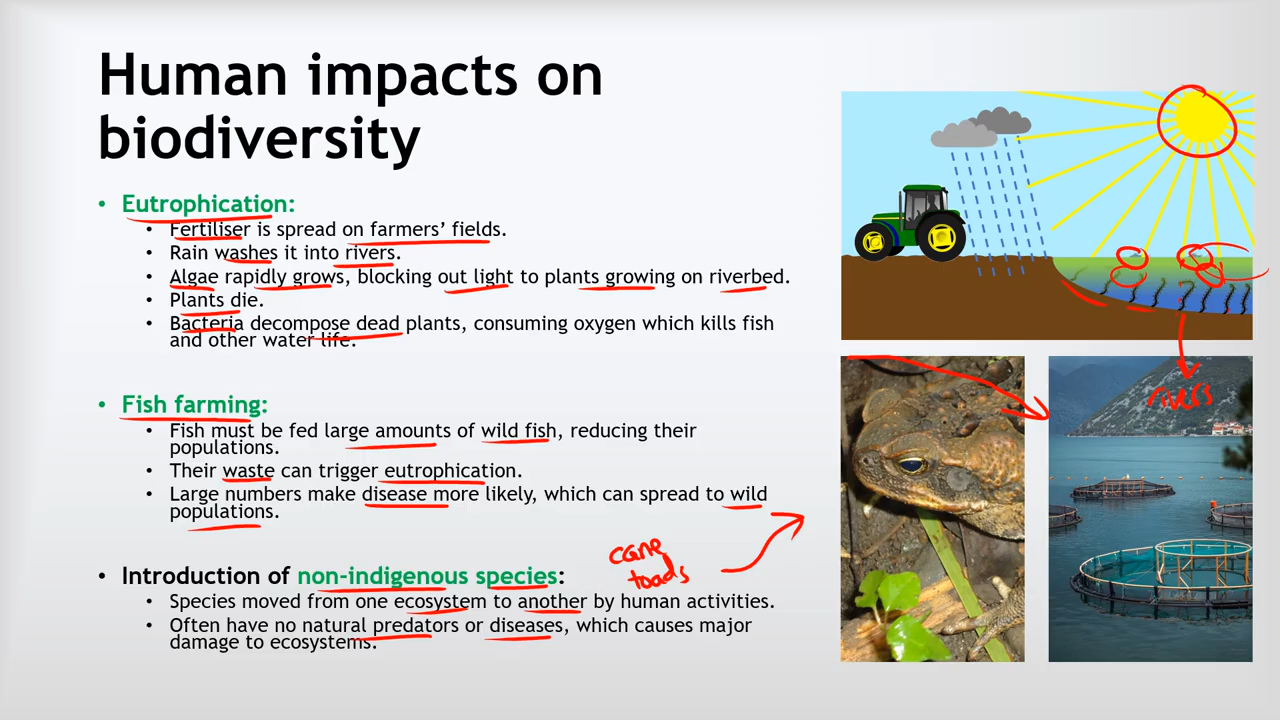 Human impacts on
biodiversity
• Eutrophication:
• Fertiliser is spread on farmers’ fields.
• Rain washes it into rivers.
• Algae rapidly grows, blocking out light to plants growing on riverbed.
• Plants die.
• Bacteria decompose dead plants, consuming oxygen which kills fish
and other water life.
• Fish farming:
• Fish must be fed large amounts of wild fish, reducing their
populations.
• Their waste can trigger eutrophication.
• Large numbers make disease more likely, which can spread to wild
populations.
• Introduction of non-indigenous species:
• Species moved from one ecosystem to another by human activities.
• Often have no natural predators or diseases, which causes major
damage to ecosystems.
cane
toads
rivers